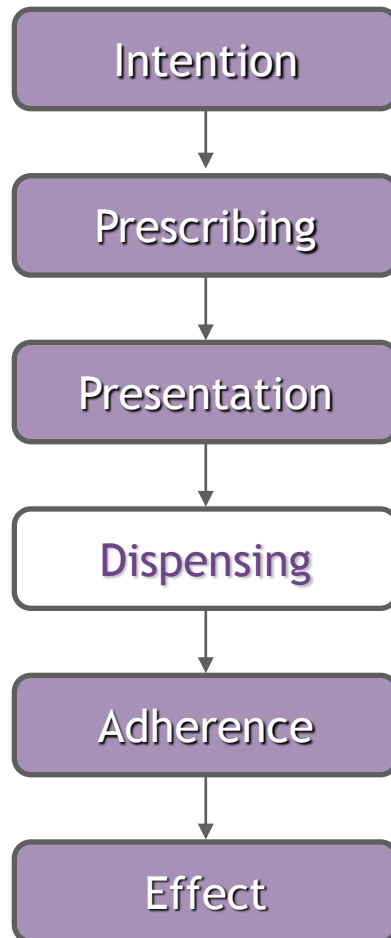 Intention
Prescribing
Presentation
Dispensing
Adherence
Effect